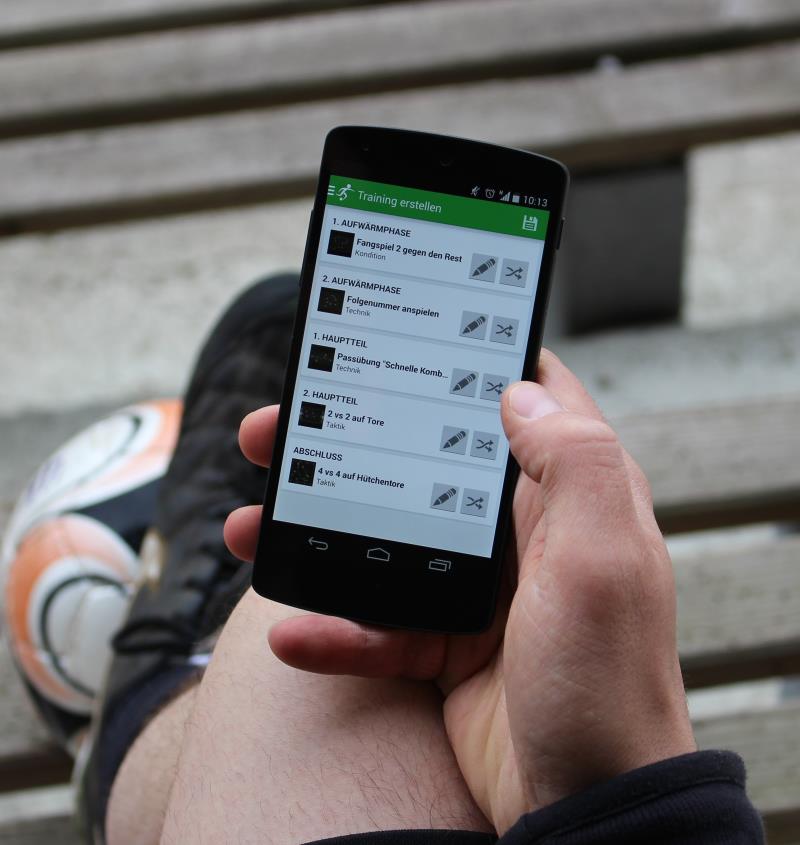 10:13
Training erstellen
1. AUFWÄRMPHASE
Fangspiel 2 gegen den Rest
Kondition
2. AUFWÄRMPHASE
Folgenummer anspielen
Technik
1. HAUPTTEIL
Passübung "Schnelle Komb...
Technik
2. HAUPTTEIL
2 vs 2 auf Tore
Taktik
ABSCHLUSS
4 vs 4 auf Hütchentore
Taktik